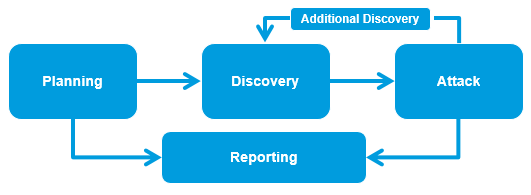 Additional Discovery
Planning
Discovery
Attack
Reporting